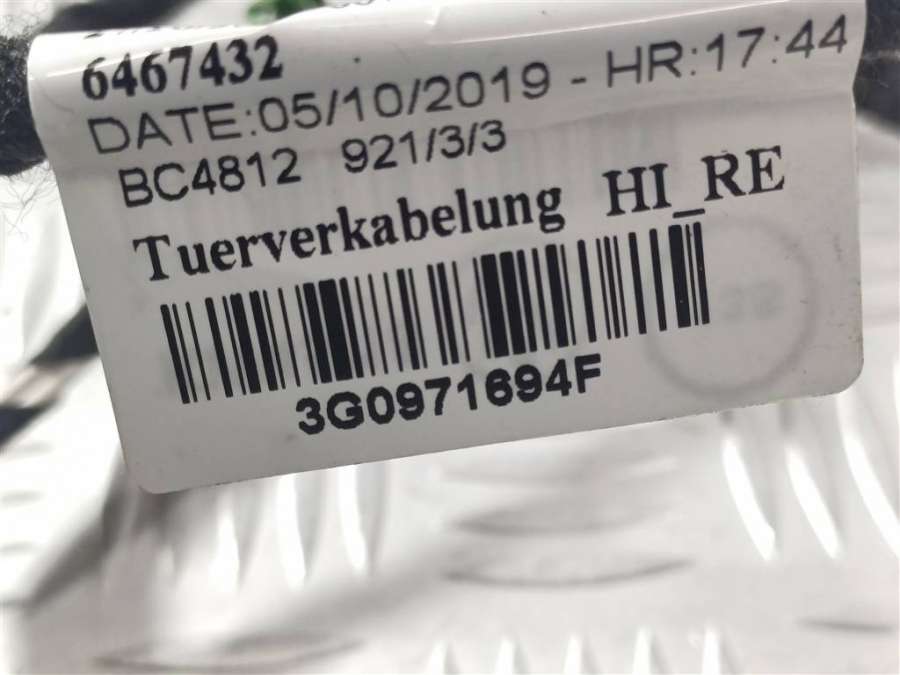 6467432
DATE:05/10/2019 - HR:17:44
BC4812 921/3/3
Tuerverkabelung HI_RE
3G0971694F